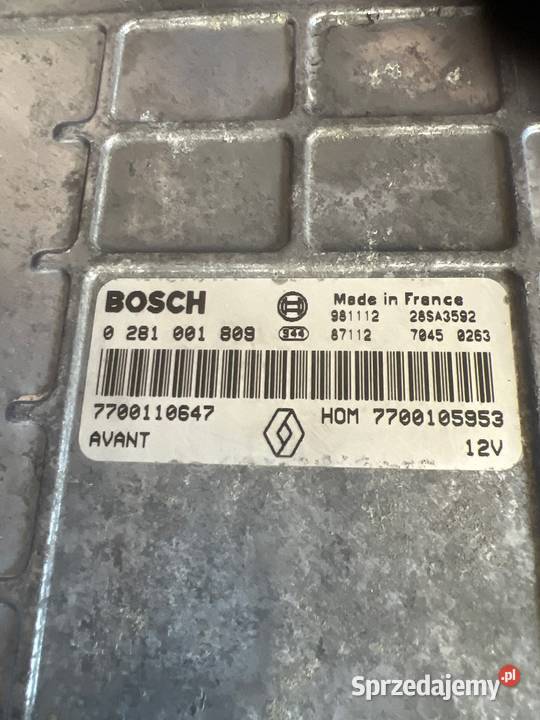 BOSCH
Made in France
981112 28SA3592
0 281 001 809 944 87112 7045 0263
7700110647 HOM 7700105953
AVANT 12V
Sprzedajemy.pl